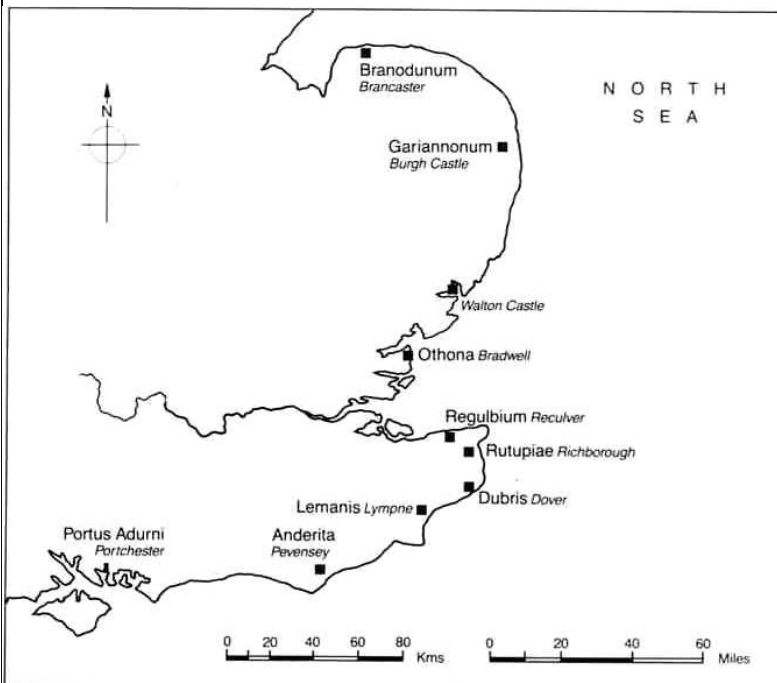 Branodunum
Brancaster
NORTH
SEA
N
Gariannonum
Burgh Castle
Walton Castle
Othona Bradwell
Regulbium Reculver
Rutupiae Richborough
Dubris Dover
Lemanis Lympne
Portus Adurni
Portchester
Anderita
Pevensey
0 20 40 60 80 Kms
0 20 40 60 Miles